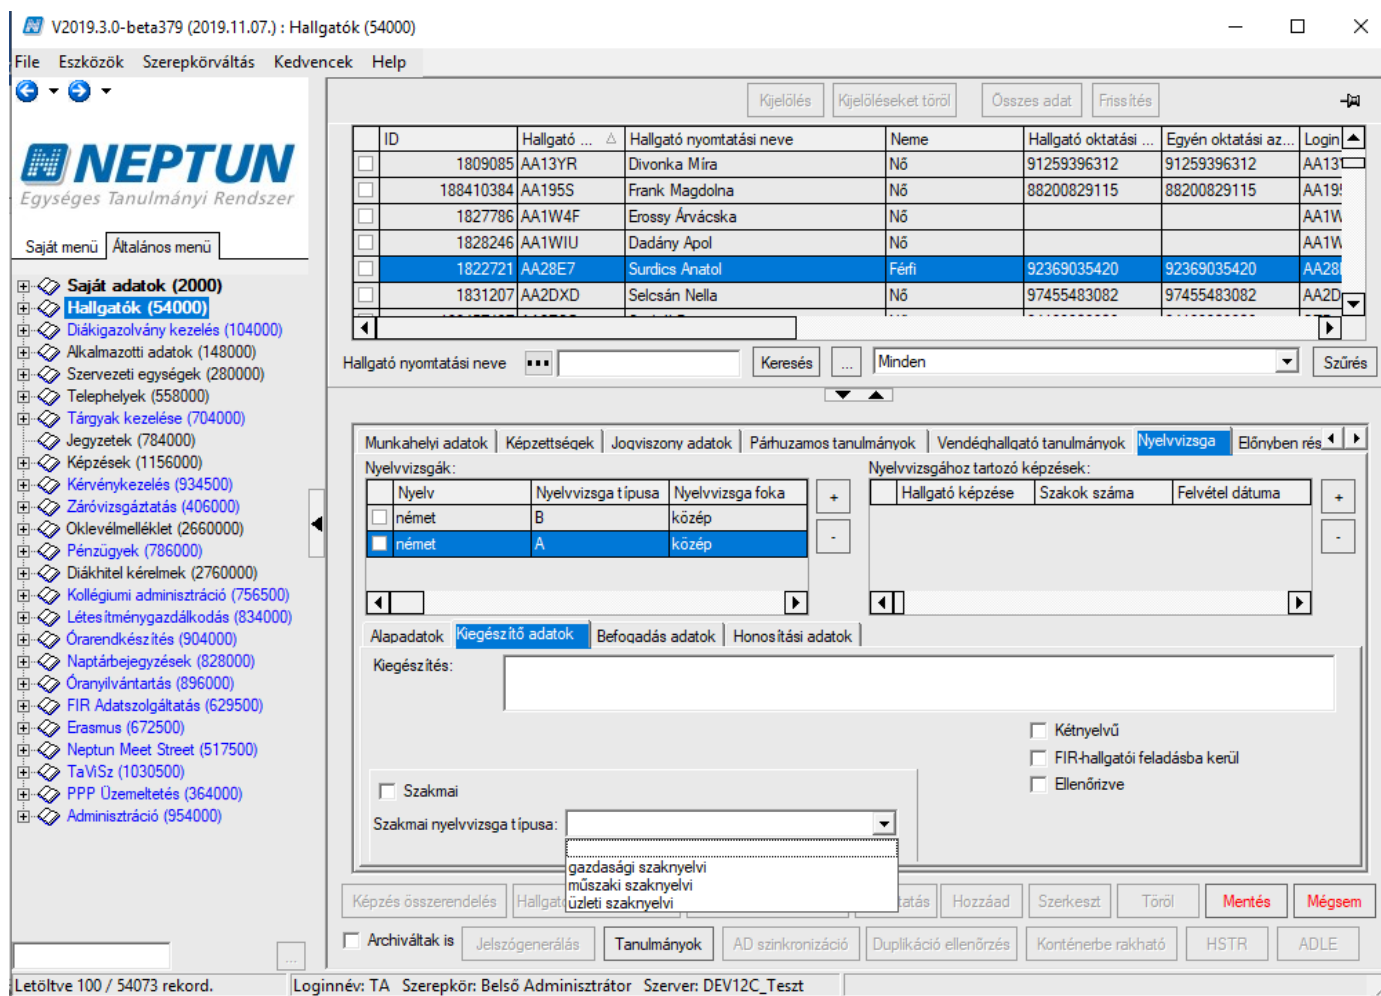 V2019.3.0-beta379 (2019.11.07.) : Hallgatók (54000)
File Eszközök Szerepkörváltás Kedvencek Help
Kijelölés Kijelöléseket töröl Összes adat Frissítés
NEPTUN
Egységes Tanulmányi Rendszer
Saját menü Általános menü
Saját adatok (2000)
Hallgatók (54000)
Diákigazolvány kezelés (104000)
Alkalmazotti adatok (148000)
Szervezeti egységek (280000)
Telephelyek (558000)
Tárgyak kezelése (704000)
Jegyzetek (784000)
Képzések (1156000)
Kérvénykezelés (934500)
Záróvizsgáztatás (406000)
Oklevélmelléklet (2660000)
Pénzügyek (786000)
Diákhitel kérelmek (2760000)
Kollégiumi adminisztráció (756500)
Létesítménygazdálkodás (834000)
Órarendkészítés (904000)
Naptárbejegyzések (828000)
Óranyilvántartás (896000)
FIR Adatszolgáltatás (629500)
Erasmus (672500)
Neptun Meet Street (517500)
TaViSz (1030500)
PPP Üzemeltetés (364000)
Adminisztráció (954000)
...
ID Hallgató ... Hallgató nyomtatási neve Neme Hallgató oktatási ... Egyén oktatási az... Login
1809085 AA13YR Divonka Míra Nő 91259396312 91259396312 AA13
188410384 AA195S Frank Magdolna Nő 88200829115 88200829115 AA19
1827786 AA1W4F Erossy Árvácska Nő AA1W
1828246 AA1WIU Dadány Apol Nő AA1W
1822721 AA28E7 Surdics Anatol Férfi 92369035420 92369035420 AA28
1831207 AA2DXD Selcsán Nella Nő 97455483082 97455483082 AA2D
Hallgató nyomtatási neve ... Keresés ... Minden Szűrés
Munkahelyi adatok Képzettségek Jogviszony adatok Párhuzamos tanulmányok Vendéghallgató tanulmányok Nyelvvizsga Előnyben rés
Nyelvvizsgák: Nyelvvizsgához tartozó képzések:
Nyelv Nyelvvizsga típusa Nyelvvizsga foka + Hallgató képzése Szakok száma Felvétel dátuma +
német B közép
német A közép - -
Alapadatok Kiegészítő adatok Befogadás adatok Honosítási adatok
Kiegészítés:
Kétnyelvű
FIR-hallgatói feladásba kerül
Ellenőrizve
Szakmai
Szakmai nyelvvizsga típusa:
gazdasági szaknyelvi
műszaki szaknyelvi
üzleti szaknyelvi
Képzés összerendelés Hallgat tatás Hozzáad Szerkeszt Töröl Mentés Mégsem
Archiváltak is Jelszógenerálás Tanulmányok AD szinkronizáció Duplikáció ellenőrzés Konténerbe rakható HSTR ADLE
Letöltve 100 / 54073 rekord. Loginnév: TA Szerepkör: Belső Adminisztrátor Szerver: DEV12C_Teszt